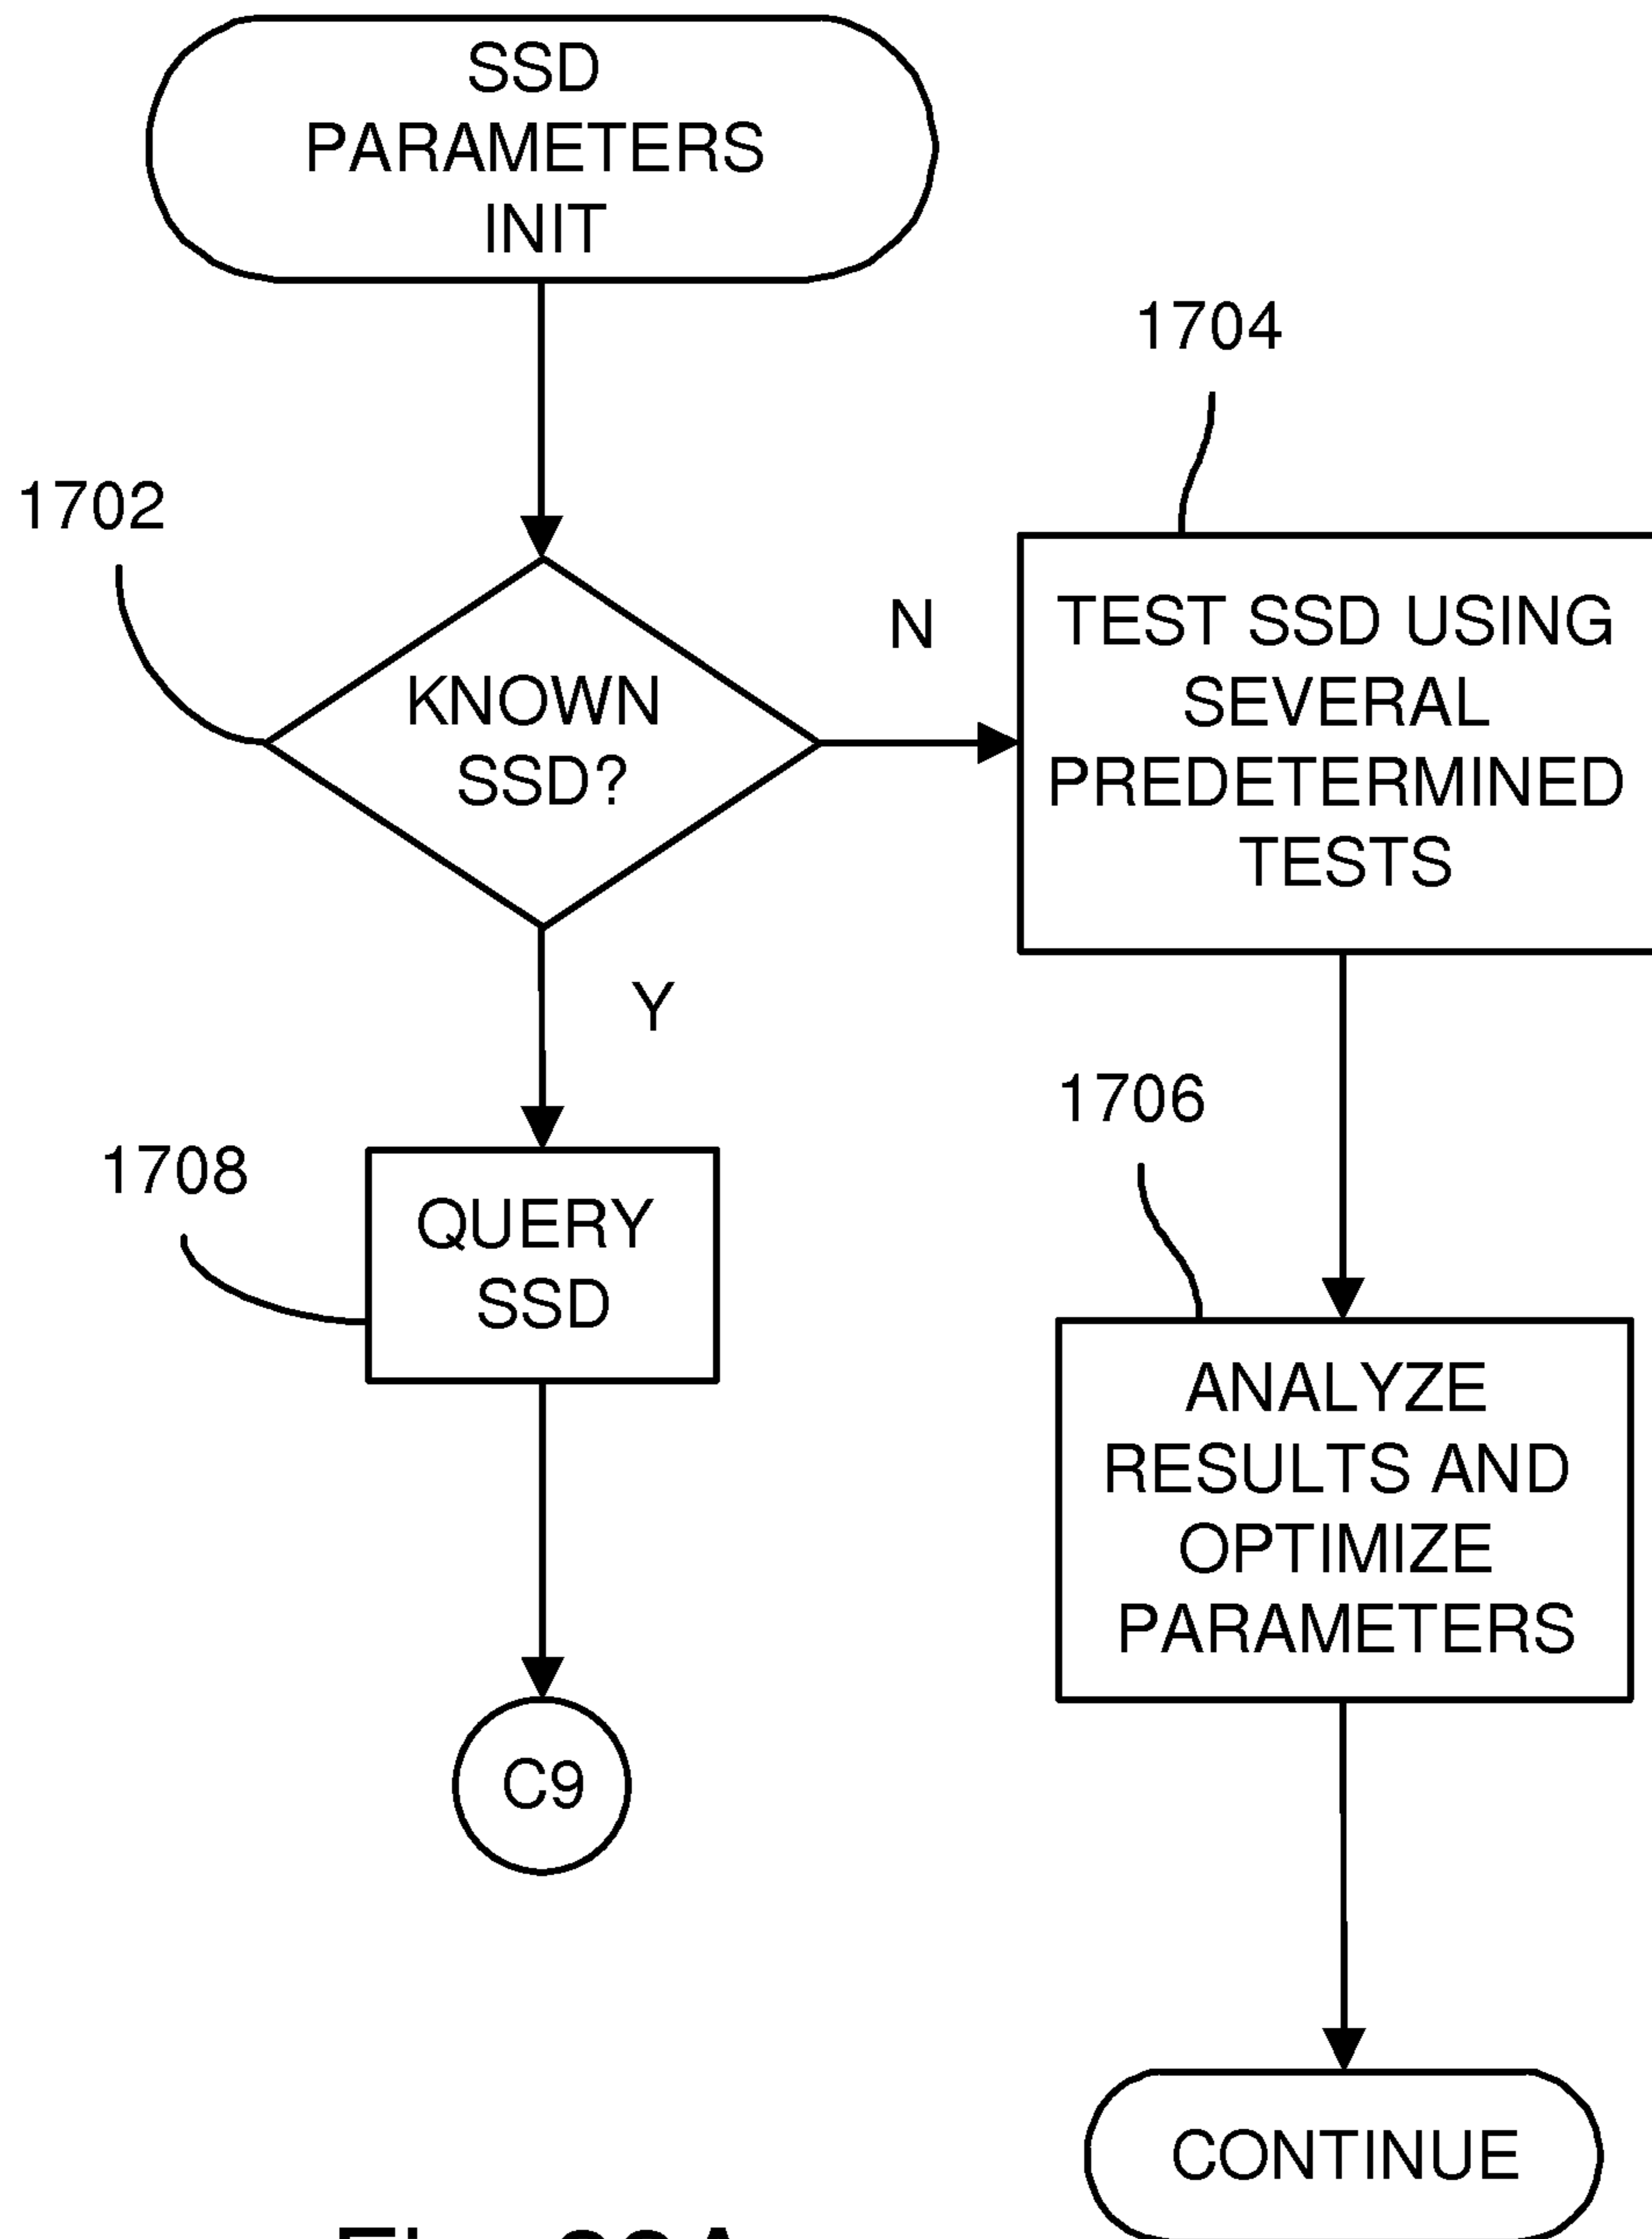 SSD
PARAMETERS
INIT
1704
1702
N
TEST SSD USING
SEVERAL
PREDETERMINED
TESTS
KNOWN
SSD?
Y
1706
1708
QUERY
SSD
ANALYZE
RESULTS AND
OPTIMIZE
PARAMETERS
C9
CONTINUE